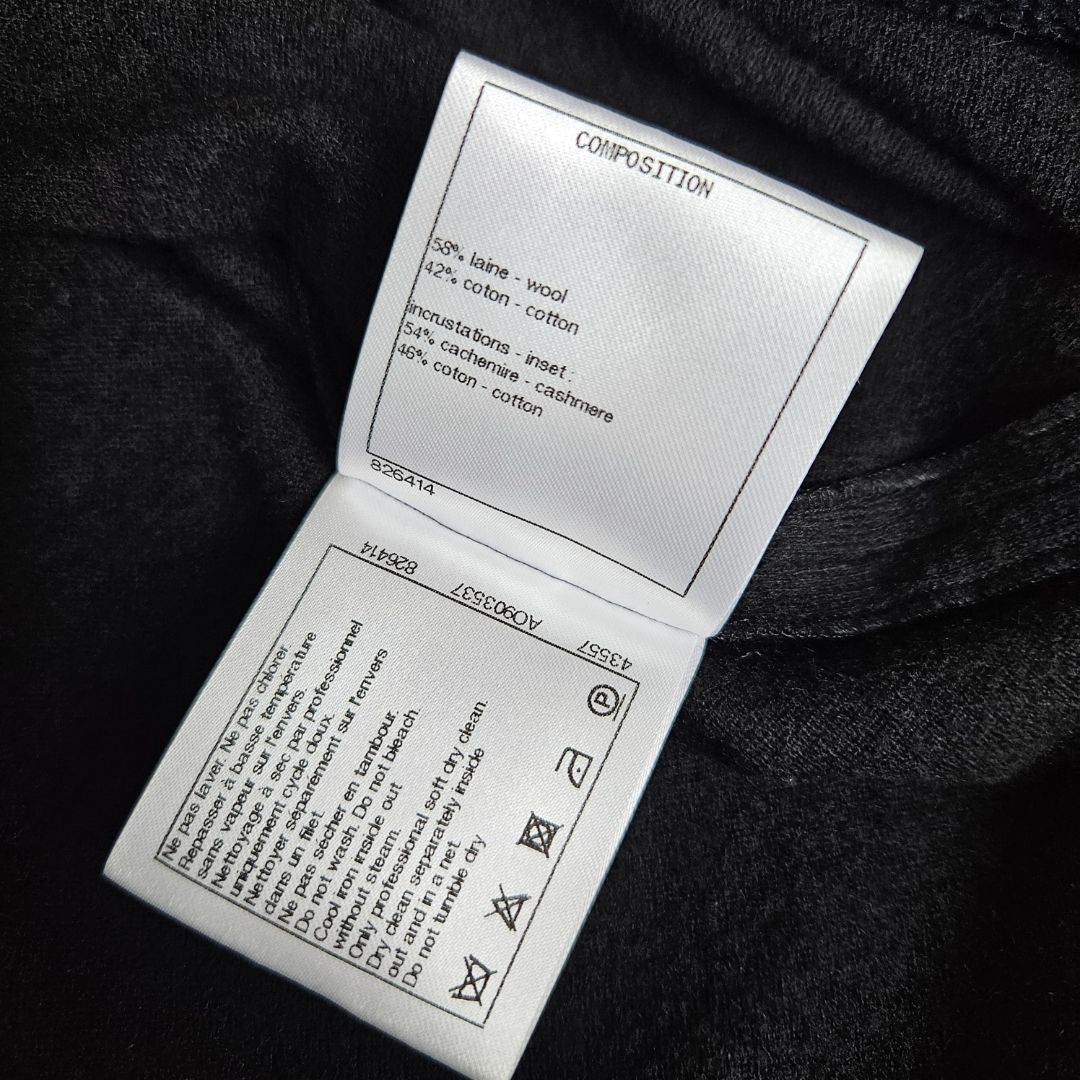 COMPOSITION
58% laine - wool
42% coton - cotton
incrustations - inset :
54% cachemire - cashmere
46% coton - cotton
826414
826414
AO903537
43557
Ne pas laver. Ne pas chlorer
Repasser à basse temperature
sans vapeur sur l'envers.
Nettoyage à sec par professionnel
uniquement cycle doux.
Nettoyer séparement sur l'envers
dans un filet
Ne pas sécher en tambour.
Do not wash. Do not bleach.
Cool iron inside out
without steam.
Only professional soft dry clean.
Dry clean separately inside
out and in a net
Do not tumble dry
P